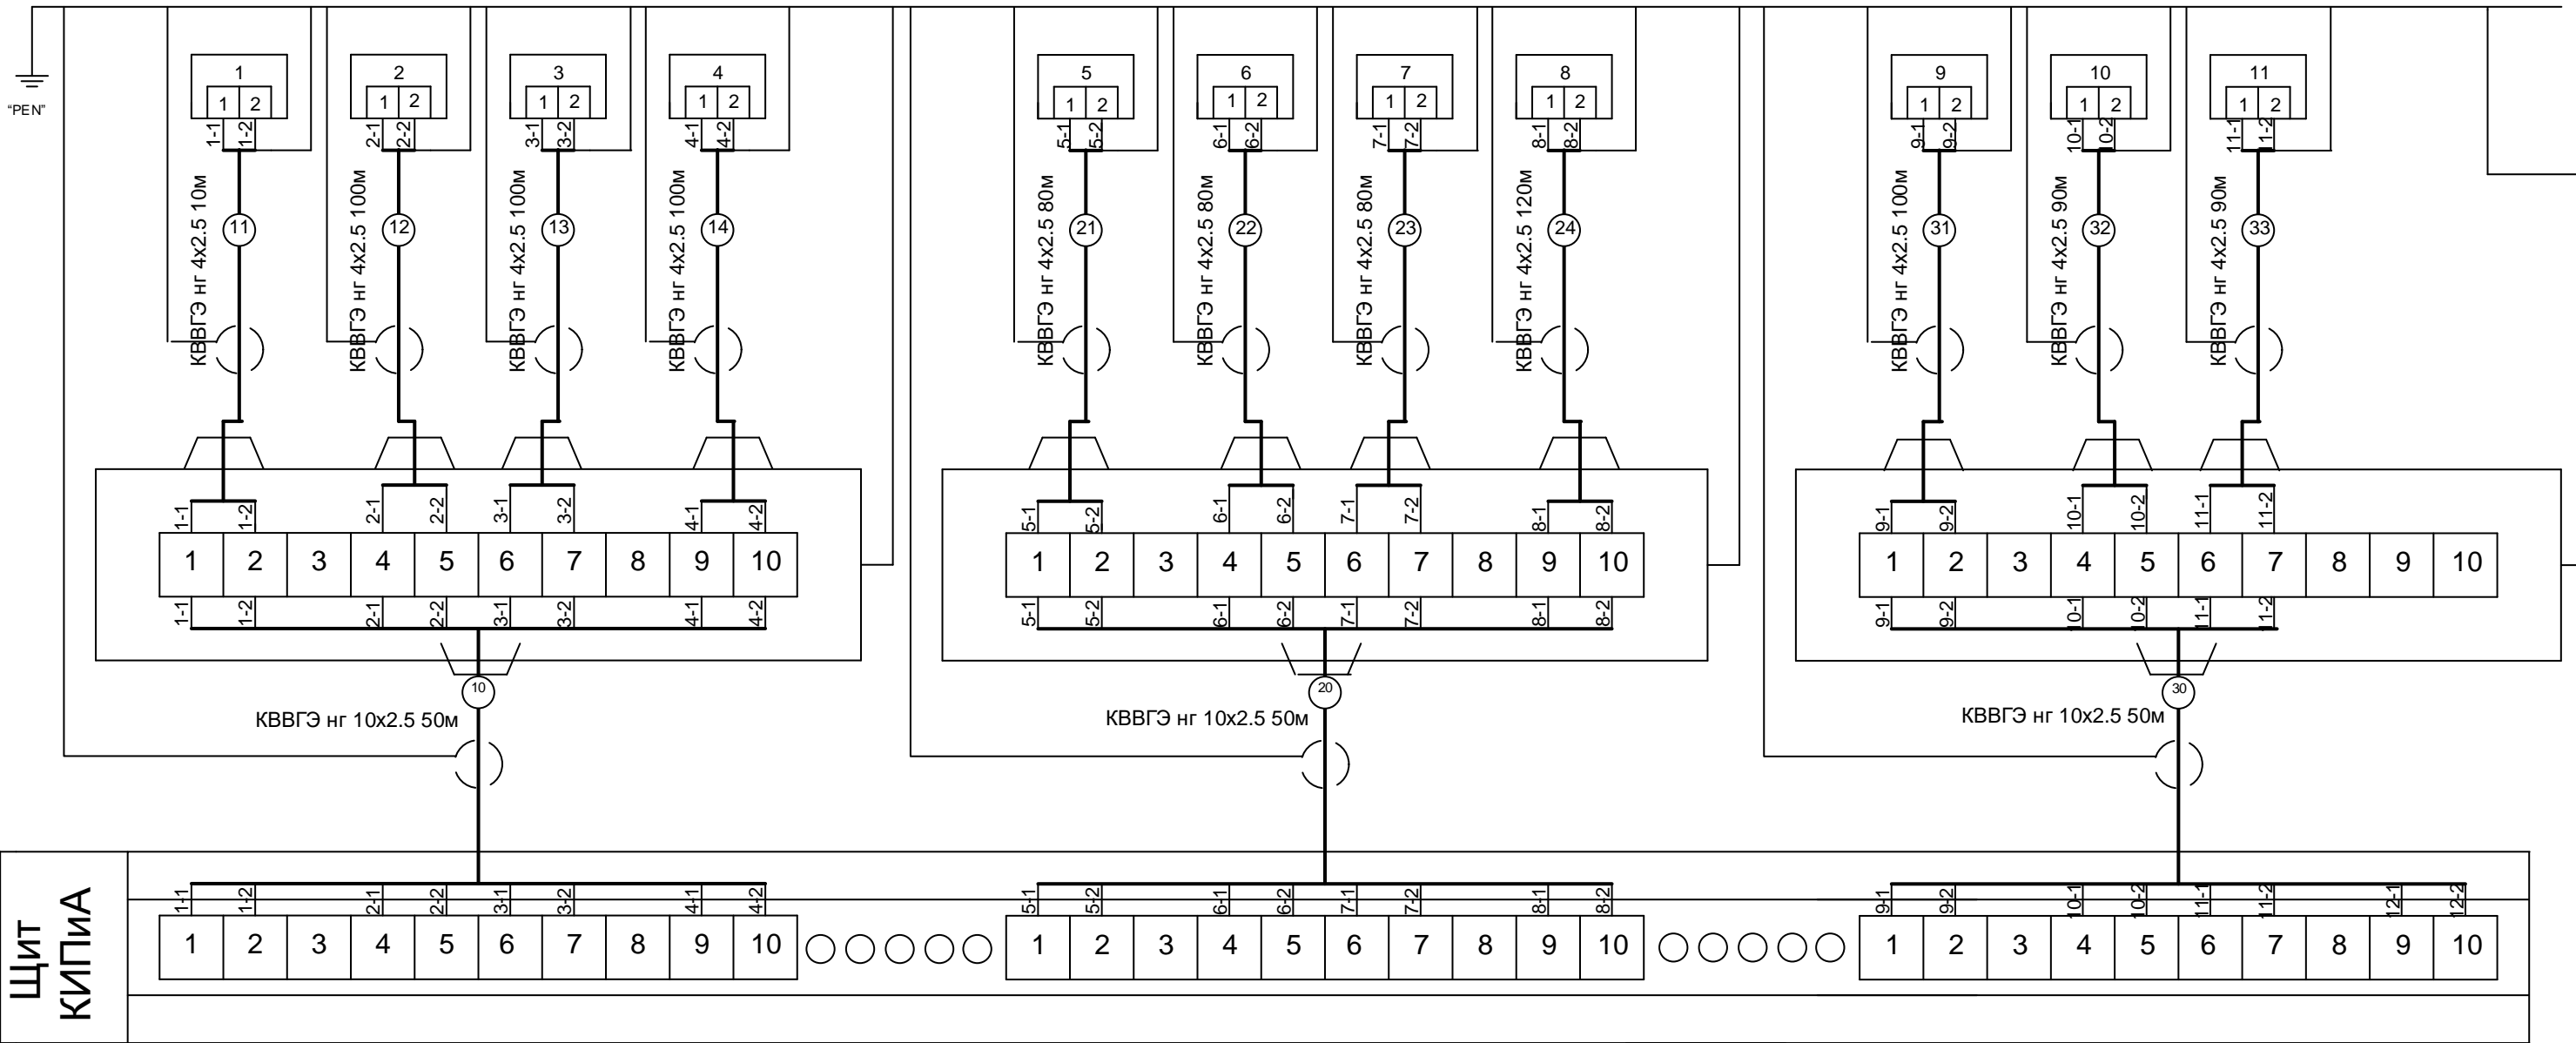 1 2 3 4 5 6 7 8 9 10 11
1 2 1 2 1 2 1 2 1 2 1 2 1 2 1 2 1 2 1 2 1 2
"PEN"
1-1 1-2 2-1 2-2 3-1 3-2 4-1 4-2 5-1 5-2 6-1 6-2 7-1 7-2 8-1 8-2 9-1 9-2 10-1 10-2 11-1 11-2
КВВГЭ нг 4х2.5 10м
КВВГЭ нг 4х2.5 100м
КВВГЭ нг 4х2.5 100м
КВВГЭ нг 4х2.5 100м
КВВГЭ нг 4х2.5 80м
КВВГЭ нг 4х2.5 80м
КВВГЭ нг 4х2.5 80м
КВВГЭ нг 4х2.5 120м
КВВГЭ нг 4х2.5 100м
КВВГЭ нг 4х2.5 90м
КВВГЭ нг 4х2.5 90м
11 12 13 14 21 22 23 24 31 32 33
1-1 1-2 2-1 2-2 3-1 3-2 4-1 4-2 5-1 5-2 6-1 6-2 7-1 7-2 8-1 8-2 9-1 9-2 10-1 10-2 11-1 11-2
1 2 3 4 5 6 7 8 9 10 1 2 3 4 5 6 7 8 9 10 1 2 3 4 5 6 7 8 9 10
1-1 1-2 2-1 2-2 3-1 3-2 4-1 4-2 5-1 5-2 6-1 6-2 7-1 7-2 8-1 8-2 9-1 9-2 10-1 10-2 11-1 11-2
10 20 30
КВВГЭ нг 10х2.5 50м
КВВГЭ нг 10х2.5 50м
КВВГЭ нг 10х2.5 50м
Щит
КИПиА
1-1 1-2 2-1 2-2 3-1 3-2 4-1 4-2 5-1 5-2 6-1 6-2 7-1 7-2 8-1 8-2 9-1 9-2 10-1 10-2 11-1 11-2 12-1 12-2
1 2 3 4 5 6 7 8 9 10 1 2 3 4 5 6 7 8 9 10 1 2 3 4 5 6 7 8 9 10